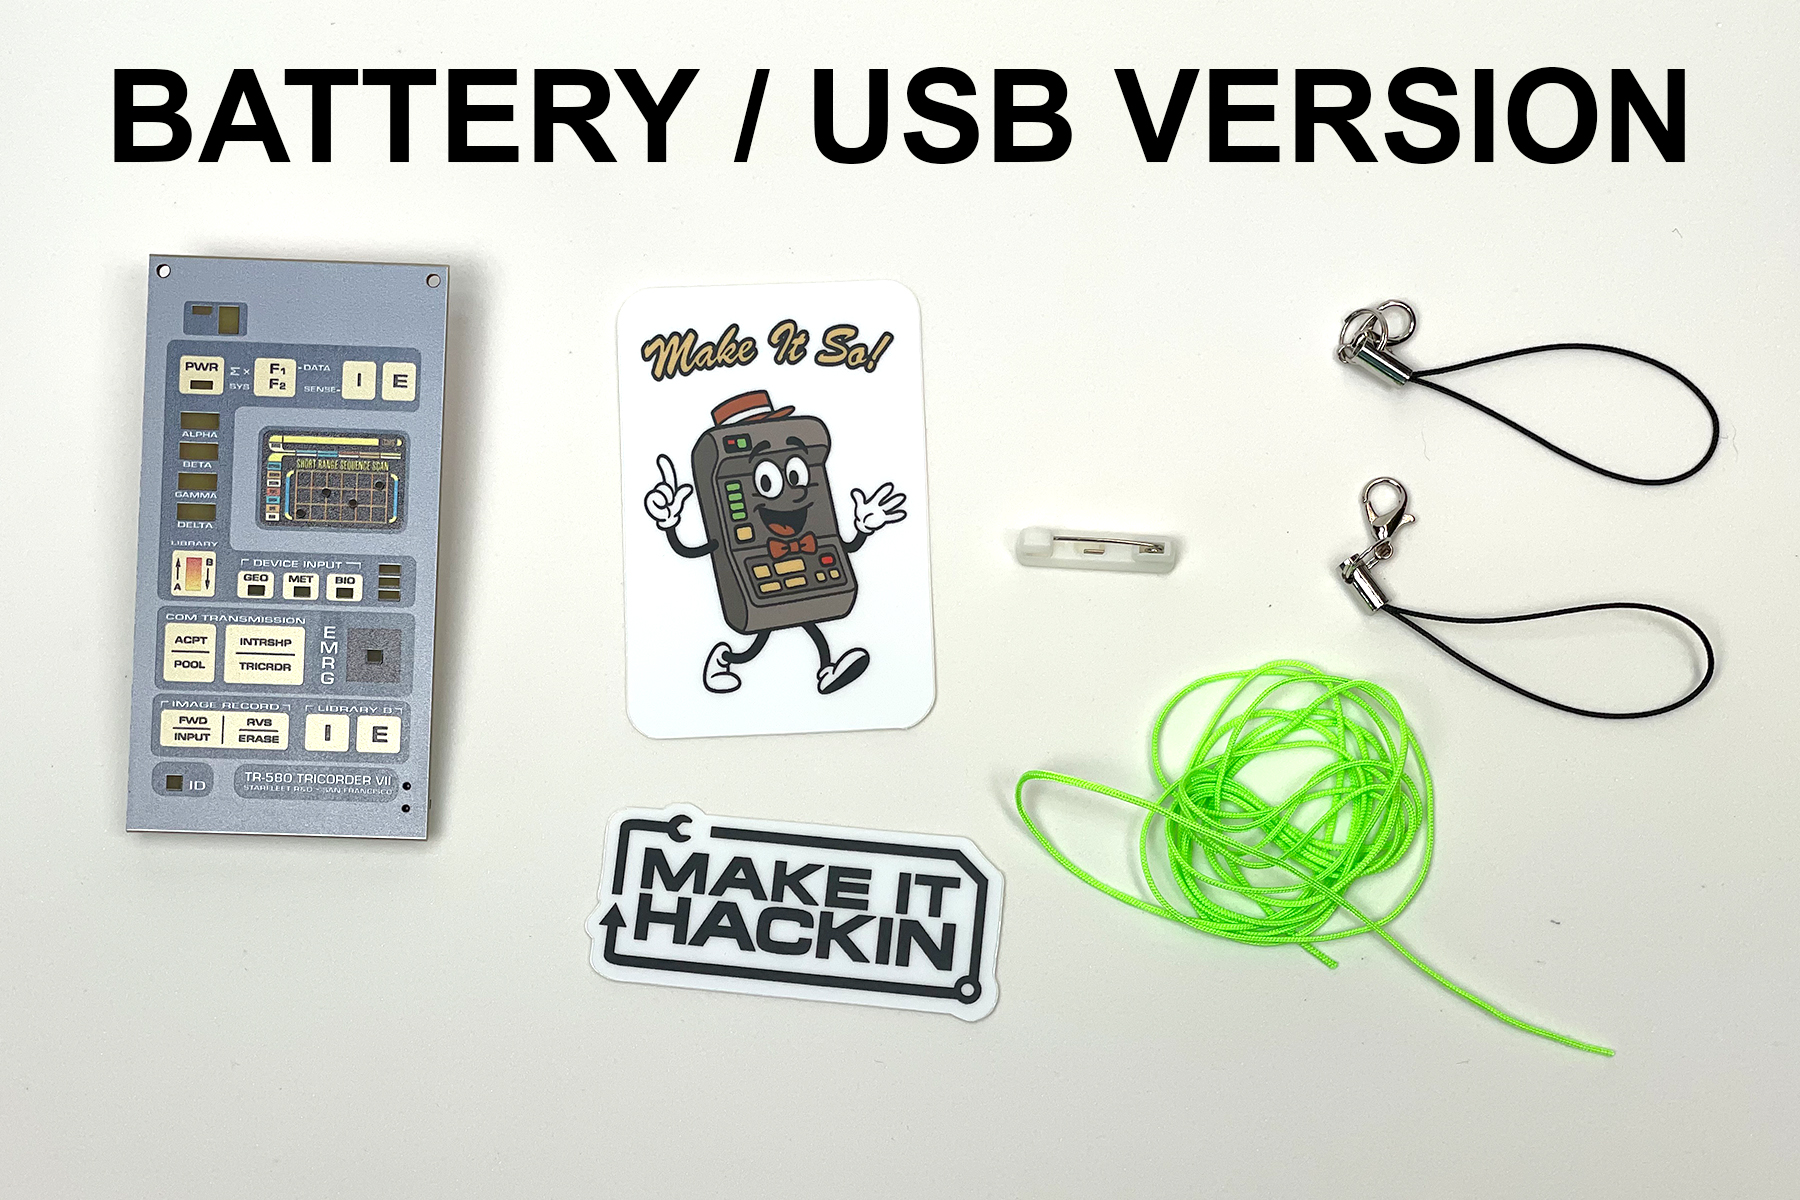 BATTERY / USB VERSION
PWR
Σ ×
SYS
F1
F2
-DATA
SENSE-
I
E
ALPHA
BETA
GAMMA
DELTA
SHORT RANGE SEQUENCE SCAN
LIBRARY
A
B
DEVICE INPUT
GEO
MET
BIO
COM TRANSMISSION
ACPT
POOL
INTRSHP
TRICRDR
EMRG
IMAGE RECORD
FWD
INPUT
RVS
ERASE
LIBRARY B
I
E
ID
TR-580 TRICORDER VII
STARFLEET R&D - SAN FRANCISCO
Make It So!
MAKE IT
HACKIN